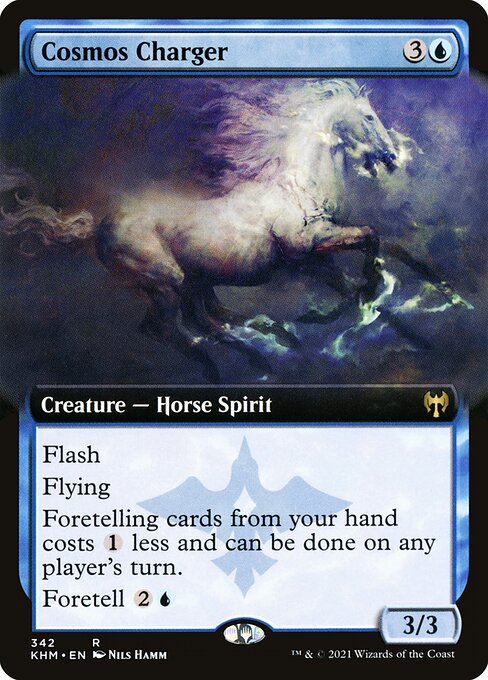 Cosmos Charger 3
Creature — Horse Spirit
Flash
Flying
Foretelling cards from your hand
costs 1 less and can be done on any
player's turn.
Foretell 2
3/3
342 R
KHM • EN Nils Hamm
™ & © 2021 Wizards of the Coast